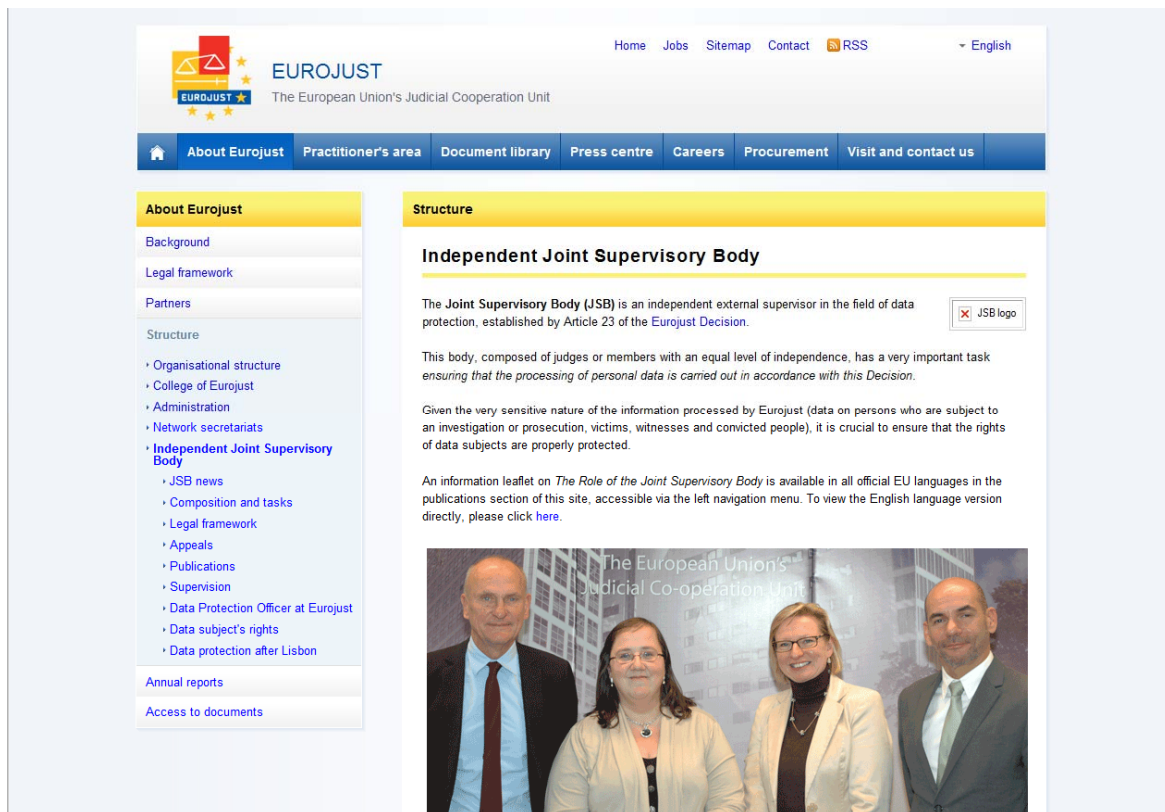 Home Jobs Sitemap Contact RSS English
EUROJUST
EUROJUST
The European Union's Judicial Cooperation Unit
About Eurojust Practitioner's area Document library Press centre Careers Procurement Visit and contact us
About Eurojust
Background
Legal framework
Partners
Structure
Organisational structure
College of Eurojust
Administration
Network secretariats
Independent Joint Supervisory
Body
JSB news
Composition and tasks
Legal framework
Appeals
Publications
Supervision
Data Protection Officer at Eurojust
Data subject's rights
Data protection after Lisbon
Annual reports
Access to documents
Structure
Independent Joint Supervisory Body
The Joint Supervisory Body (JSB) is an independent external supervisor in the field of data
protection, established by Article 23 of the Eurojust Decision.
JSB logo
This body, composed of judges or members with an equal level of independence, has a very important task
ensuring that the processing of personal data is carried out in accordance with this Decision.
Given the very sensitive nature of the information processed by Eurojust (data on persons who are subject to
an investigation or prosecution, victims, witnesses and convicted people), it is crucial to ensure that the rights
of data subjects are properly protected.
An information leaflet on The Role of the Joint Supervisory Body is available in all official EU languages in the
publications section of this site, accessible via the left navigation menu. To view the English language version
directly, please click here.
The European Union's
Judicial Co-operation Unit